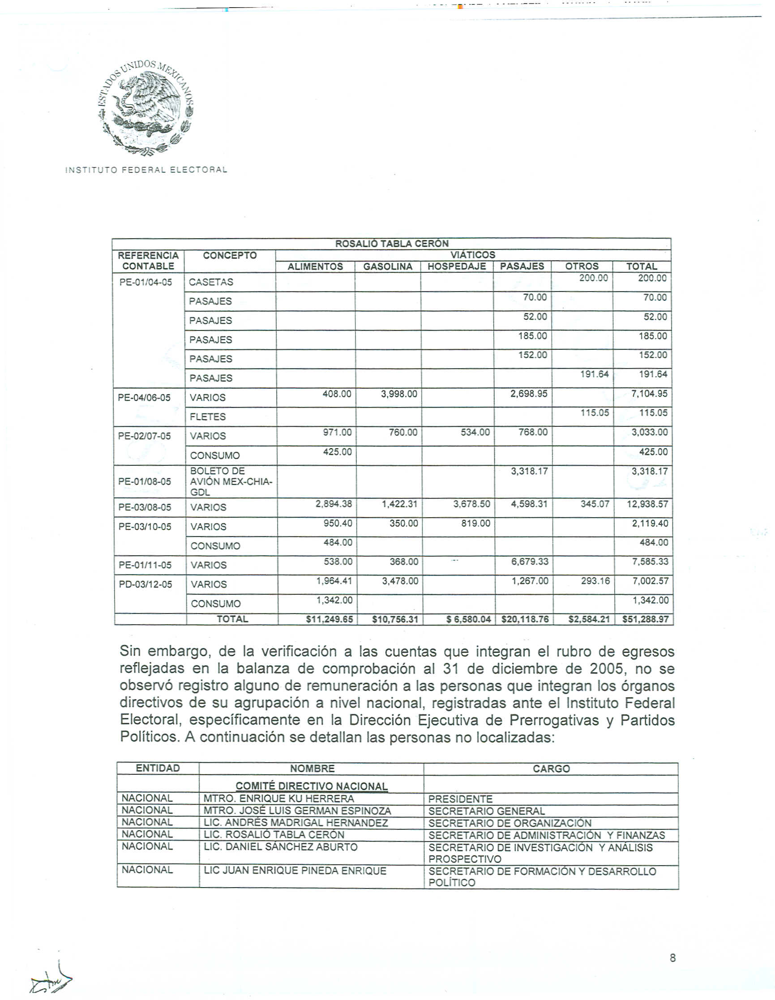 ESTADOS UNIDOS MEXICANOS
INSTITUTO FEDERAL ELECTORAL
ROSALIÓ TABLA CERÓN
REFERENCIA CONTABLE CONCEPTO VIÁTICOS
ALIMENTOS GASOLINA HOSPEDAJE PASAJES OTROS TOTAL
PE-01/04-05 CASETAS 200.00 200.00
PASAJES 70.00 70.00
PASAJES 52.00 52.00
PASAJES 185.00 185.00
PASAJES 152.00 152.00
PASAJES 191.64 191.64
PE-04/06-05 VARIOS 408.00 3,998.00 2,698.95 7,104.95
FLETES 115.05 115.05
PE-02/07-05 VARIOS 971.00 760.00 534.00 768.00 3,033.00
CONSUMO 425.00 425.00
PE-01/08-05 BOLETO DE AVIÓN MEX-CHIA-GDL 3,318.17 3,318.17
PE-03/08-05 VARIOS 2,894.38 1,422.31 3,678.50 4,598.31 345.07 12,938.57
PE-03/10-05 VARIOS 950.40 350.00 819.00 2,119.40
CONSUMO 484.00 484.00
PE-01/11-05 VARIOS 538.00 368.00 6,679.33 7,585.33
PD-03/12-05 VARIOS 1,964.41 3,478.00 1,267.00 293.16 7,002.57
CONSUMO 1,342.00 1,342.00
TOTAL $11,249.65 $10,756.31 $ 6,580.04 $20,118.76 $2,584.21 $51,288.97
Sin embargo, de la verificación a las cuentas que integran el rubro de egresos
reflejadas en la balanza de comprobación al 31 de diciembre de 2005, no se
observó registro alguno de remuneración a las personas que integran los órganos
directivos de su agrupación a nivel nacional, registradas ante el Instituto Federal
Electoral, específicamente en la Dirección Ejecutiva de Prerrogativas y Partidos
Políticos. A continuación se detallan las personas no localizadas:
ENTIDAD NOMBRE CARGO
COMITÉ DIRECTIVO NACIONAL
NACIONAL MTRO. ENRIQUE KU HERRERA PRESIDENTE
NACIONAL MTRO. JOSÉ LUIS GERMAN ESPINOZA SECRETARIO GENERAL
NACIONAL LIC. ANDRÉS MADRIGAL HERNANDEZ SECRETARIO DE ORGANIZACIÓN
NACIONAL LIC. ROSALIÓ TABLA CERÓN SECRETARIO DE ADMINISTRACIÓN Y FINANZAS
NACIONAL LIC. DANIEL SÁNCHEZ ABURTO SECRETARIO DE INVESTIGACIÓN Y ANÁLISIS
PROSPECTIVO
NACIONAL LIC JUAN ENRIQUE PINEDA ENRIQUE SECRETARIO DE FORMACIÓN Y DESARROLLO
POLÍTICO
8